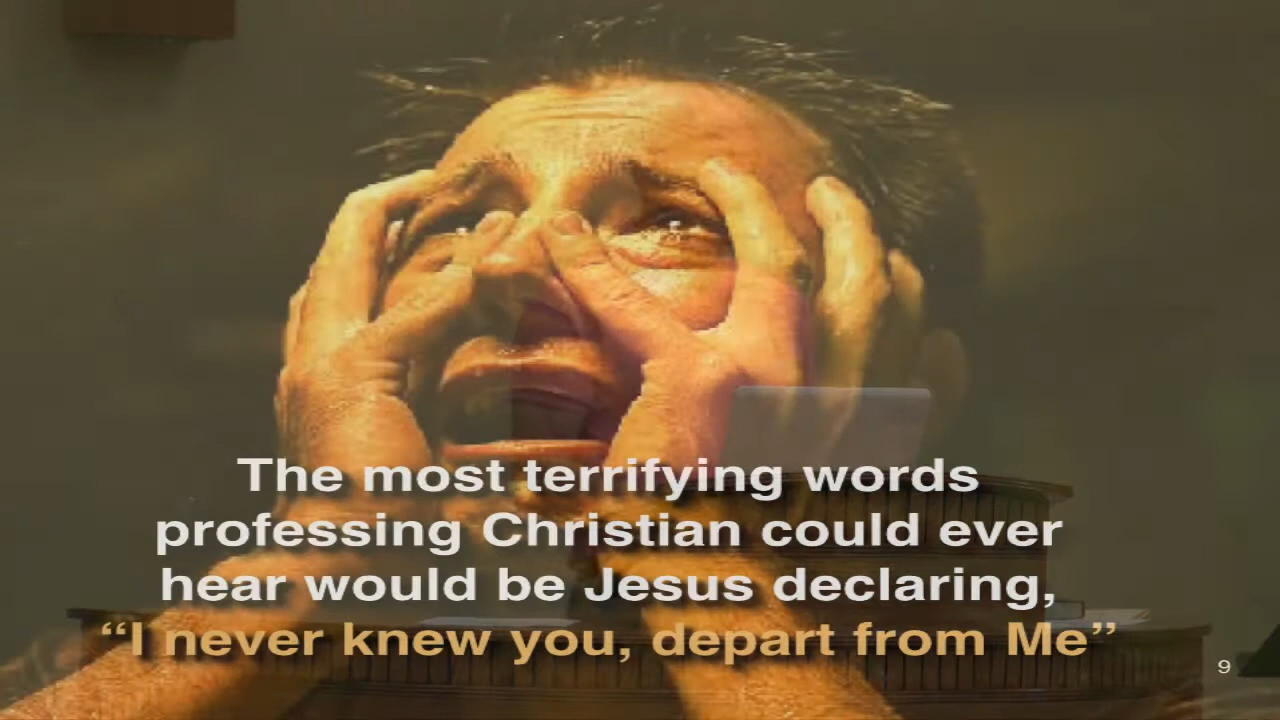 The most terrifying words
professing Christian could ever
hear would be Jesus declaring,
“I never knew you, depart from Me”
9